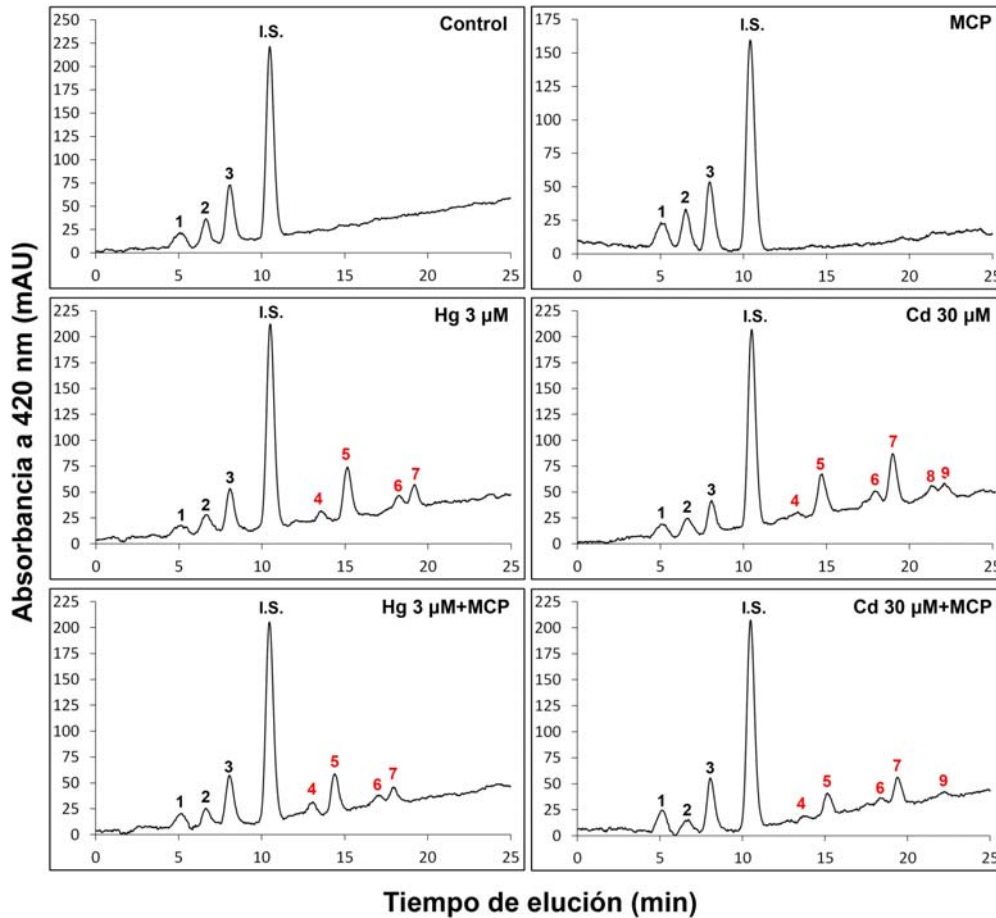 Absorbancia a 420 nm (mAU)
Control
I.S.
1 2 3
250
225
200
175
150
125
100
75
50
25
0
0 5 10 15 20 25
MCP
I.S.
1 2 3
175
150
125
100
75
50
25
0
0 5 10 15 20 25
Hg 3 µM
I.S.
1 2 3 4 5 6 7
225
200
175
150
125
100
75
50
25
0
0 5 10 15 20 25
Cd 30 µM
I.S.
1 2 3 4 5 6 7 8 9
225
200
175
150
125
100
75
50
25
0
0 5 10 15 20 25
Hg 3 µM+MCP
I.S.
1 2 3 4 5 6 7
225
200
175
150
125
100
75
50
25
0
0 5 10 15 20 25
Cd 30 µM+MCP
I.S.
1 2 3 4 5 6 7 9
225
200
175
150
125
100
75
50
25
0
0 5 10 15 20 25
Tiempo de elución (min)